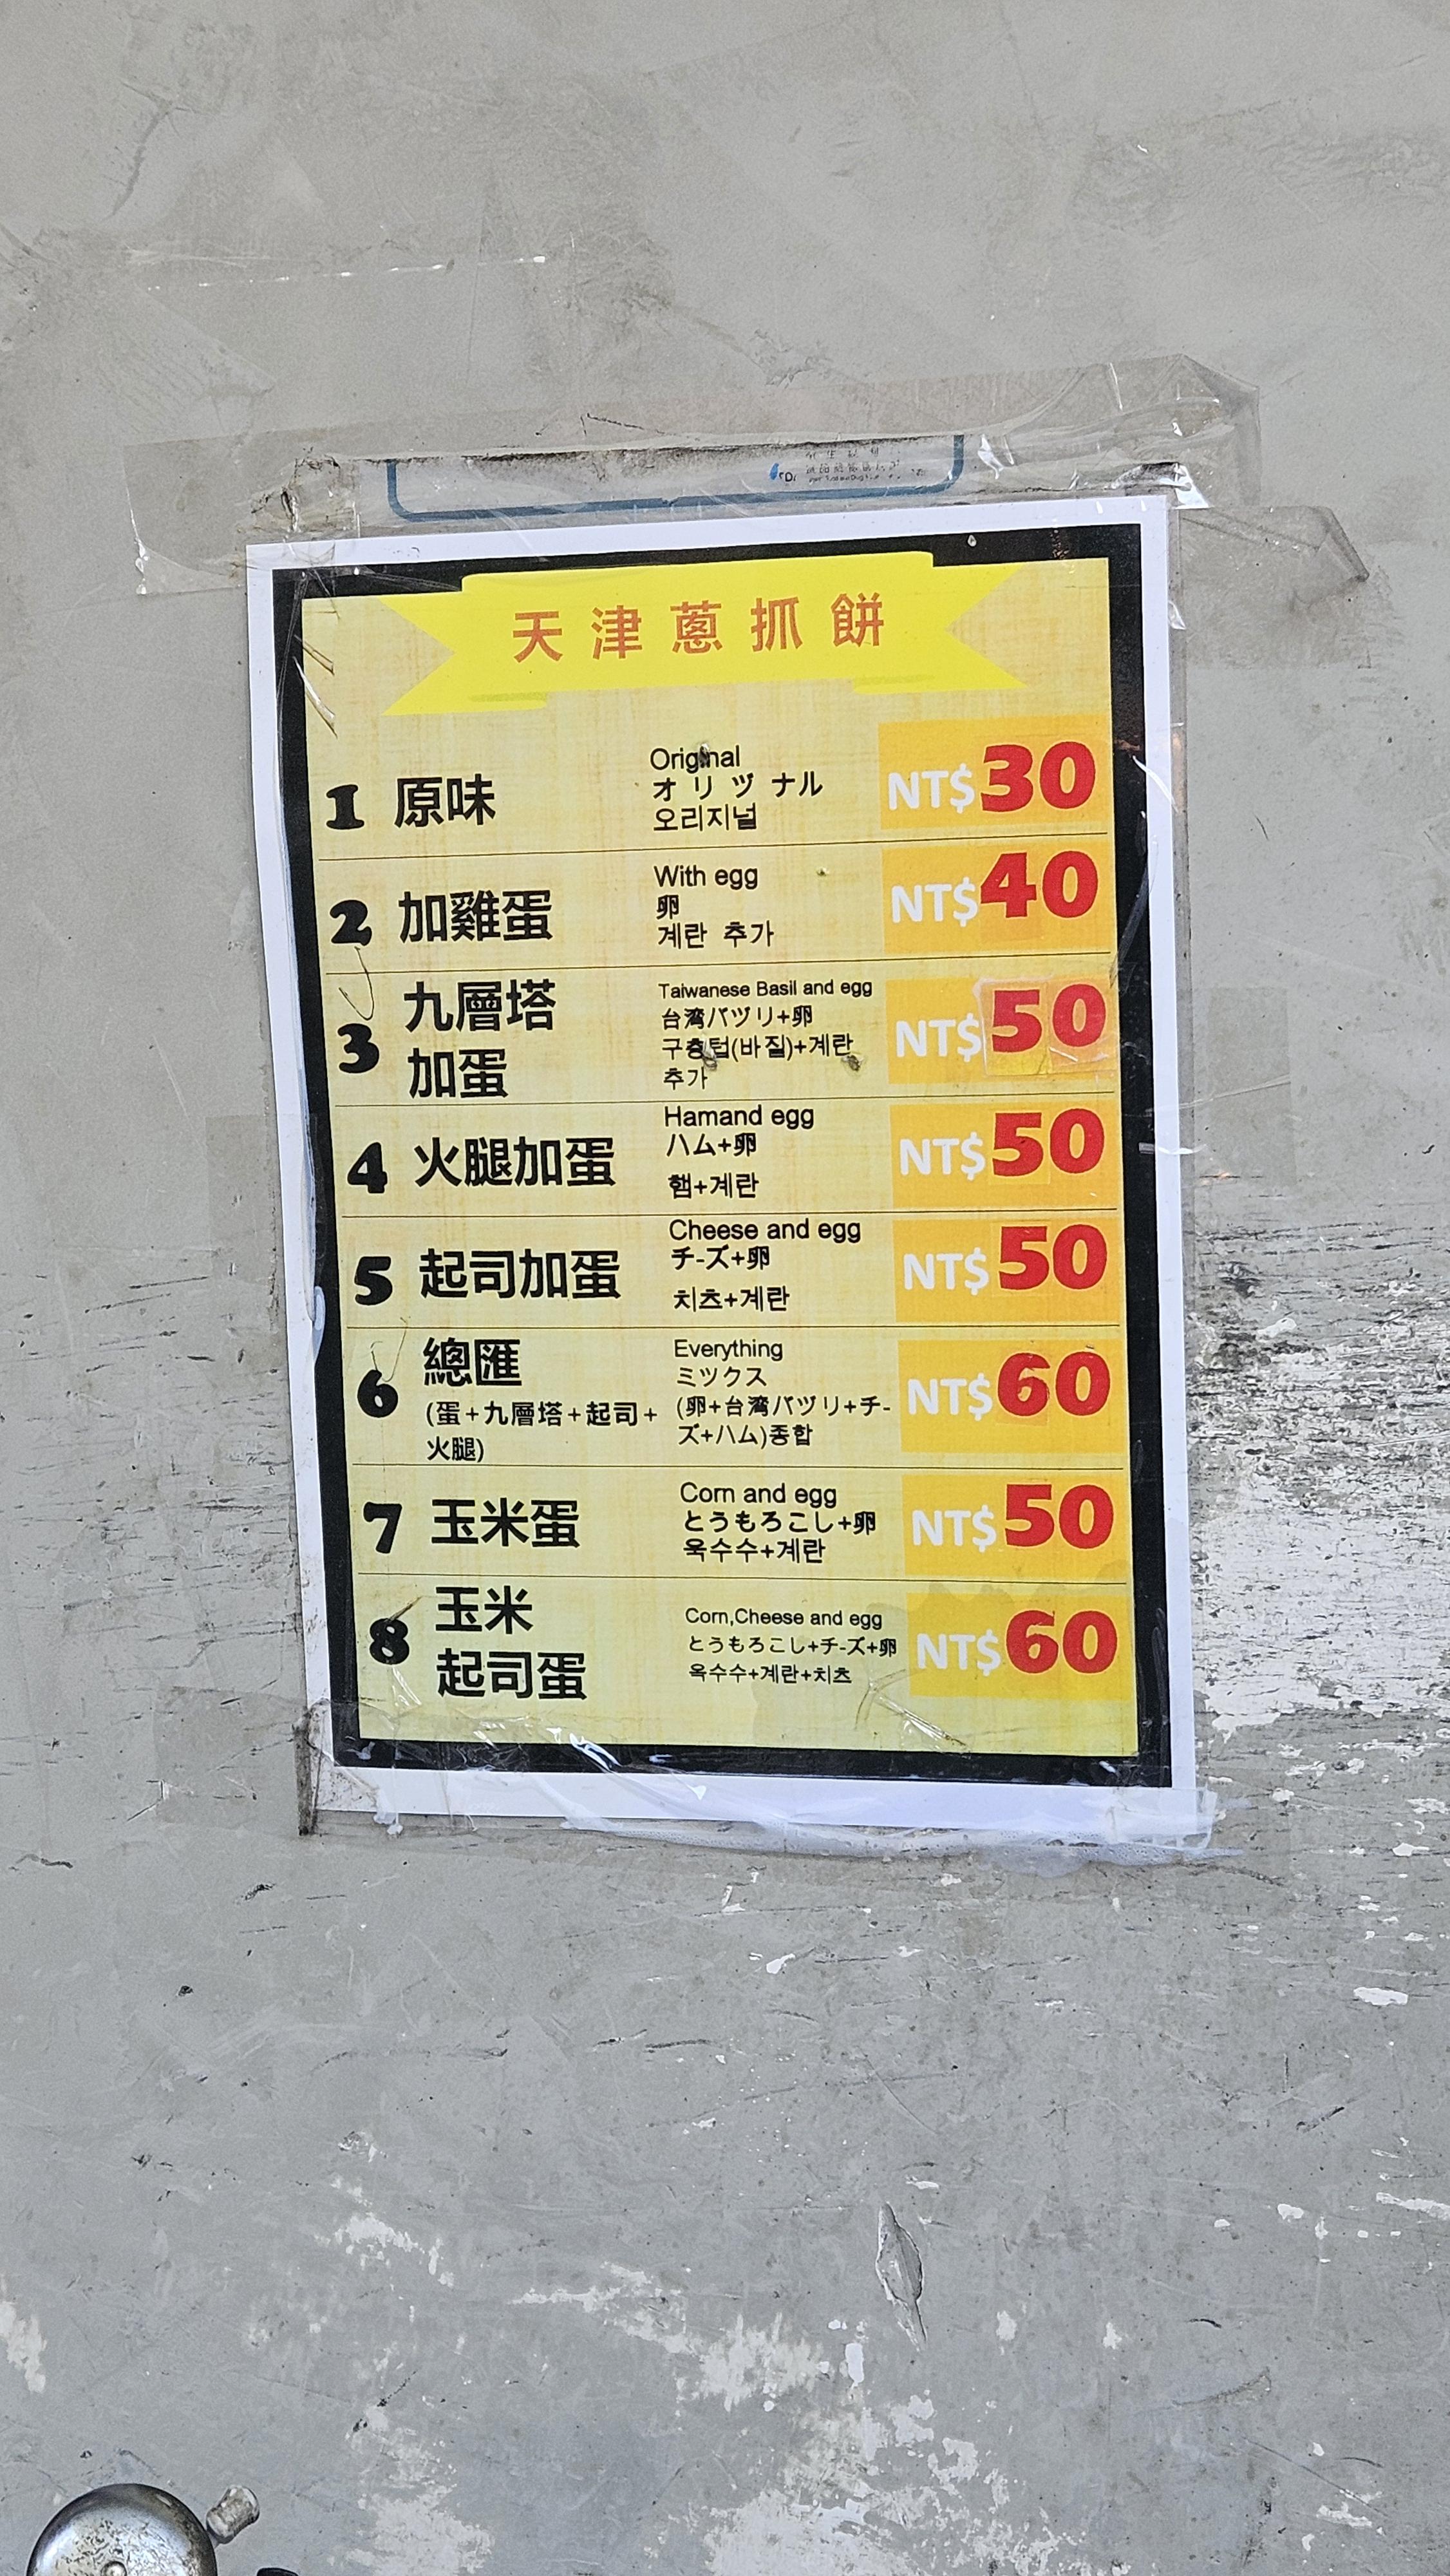 天津蔥抓餅
1 原味
Original
オ リ ヅ ナル
오리지널
NT$30
2 加雞蛋
With egg
卵
계란 추가
NT$40
3 九層塔
加蛋
Taiwanese Basil and egg
台湾バヅリ+卵
구층텁(바질)+계란
추가
NT$50
4 火腿加蛋
Hamand egg
ハム+卵
햄+계란
NT$50
5 起司加蛋
Cheese and egg
チ-ズ+卵
치츠+계란
NT$50
6 總匯
(蛋+九層塔+起司+
火腿)
Everything
ミツクス
(卵+台湾バヅリ+チ-
ズ+ハム)종합
NT$60
7 玉米蛋
Corn and egg
とうもろこし+卵
옥수수+계란
NT$50
8 玉米
起司蛋
Corn,Cheese and egg
とうもろこし+チ-ズ+卵
옥수수+계란+치츠
NT$60